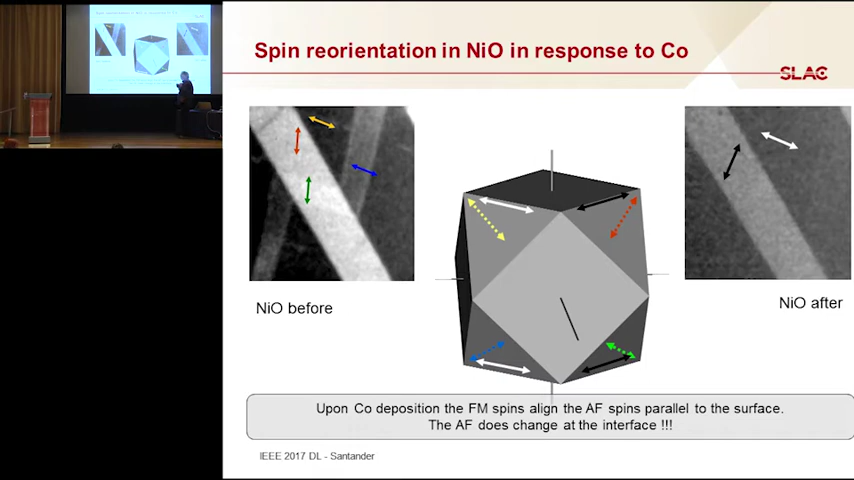 Spin reorientation in NiO in response to Co
SLAC
NiO before
NiO after
Upon Co deposition the FM spins align the AF spins parallel to the surface.
The AF does change at the interface !!!
IEEE 2017 DL - Santander